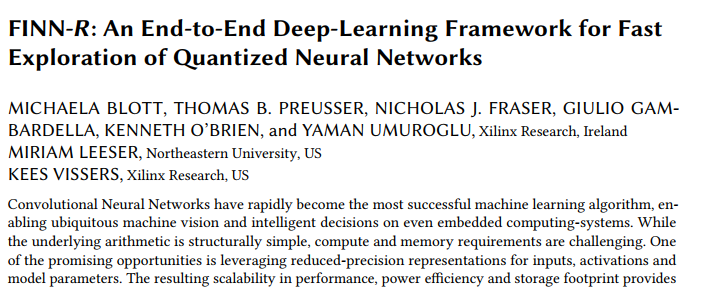 FINN-R: An End-to-End Deep-Learning Framework for Fast
Exploration of Quantized Neural Networks
MICHAELA BLOTT, THOMAS B. PREUSSER, NICHOLAS J. FRASER, GIULIO GAM-
BARDELLA, KENNETH O’BRIEN, and YAMAN UMUROGLU, Xilinx Research, Ireland
MIRIAM LEESER, Northeastern University, US
KEES VISSERS, Xilinx Research, US
Convolutional Neural Networks have rapidly become the most successful machine learning algorithm, en-
abling ubiquitous machine vision and intelligent decisions on even embedded computing-systems. While
the underlying arithmetic is structurally simple, compute and memory requirements are challenging. One
of the promising opportunities is leveraging reduced-precision representations for inputs, activations and
model parameters. The resulting scalability in performance, power efficiency and storage footprint provides